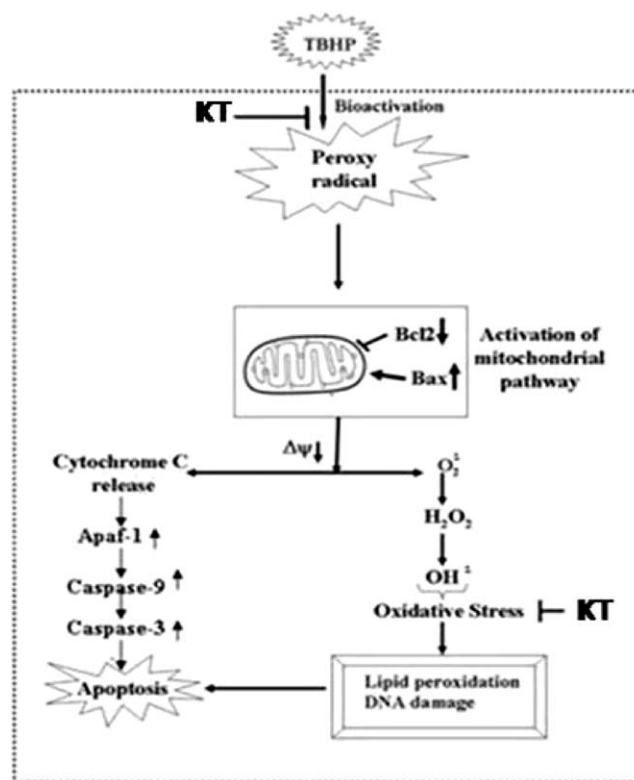 TBHP
KT
Bioactivation
Peroxy
radical
Bcl2
Bax
Activation of
mitochondrial
pathway
Δψ
Cytochrome C
release
Apaf-1
Caspase-9
Caspase-3
Apoptosis
O₂∸
H₂O₂
OH∸
Oxidative Stress
KT
Lipid peroxidation
DNA damage